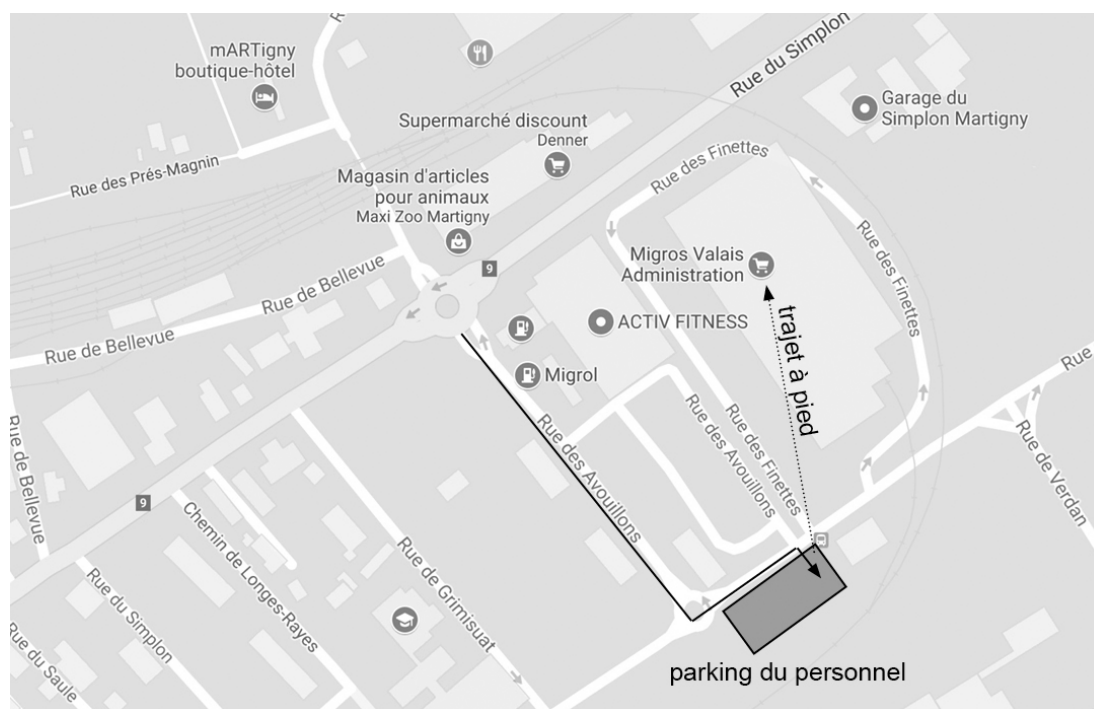 mARTigny
boutique-hôtel
Rue du Simplon
Garage du
Simplon Martigny
Supermarché discount
Denner
Rue des Finettes
Rue des Prés-Magnin
Magasin d'articles
pour animaux
Maxi Zoo Martigny
Migros Valais
Administration
Rue des Finettes
9
Rue de Bellevue
Rue de Bellevue
ACTIV FITNESS
trajet à pied
Migrol
Rue
Rue de Bellevue
Rue des Avouillons
Rue des Avouillons
Rue des Finettes
Rue de Verdan
9
Chemin de Longes-Rayes
Rue de Grimisuat
Rue du Simplon
Rue du Saule
parking du personnel